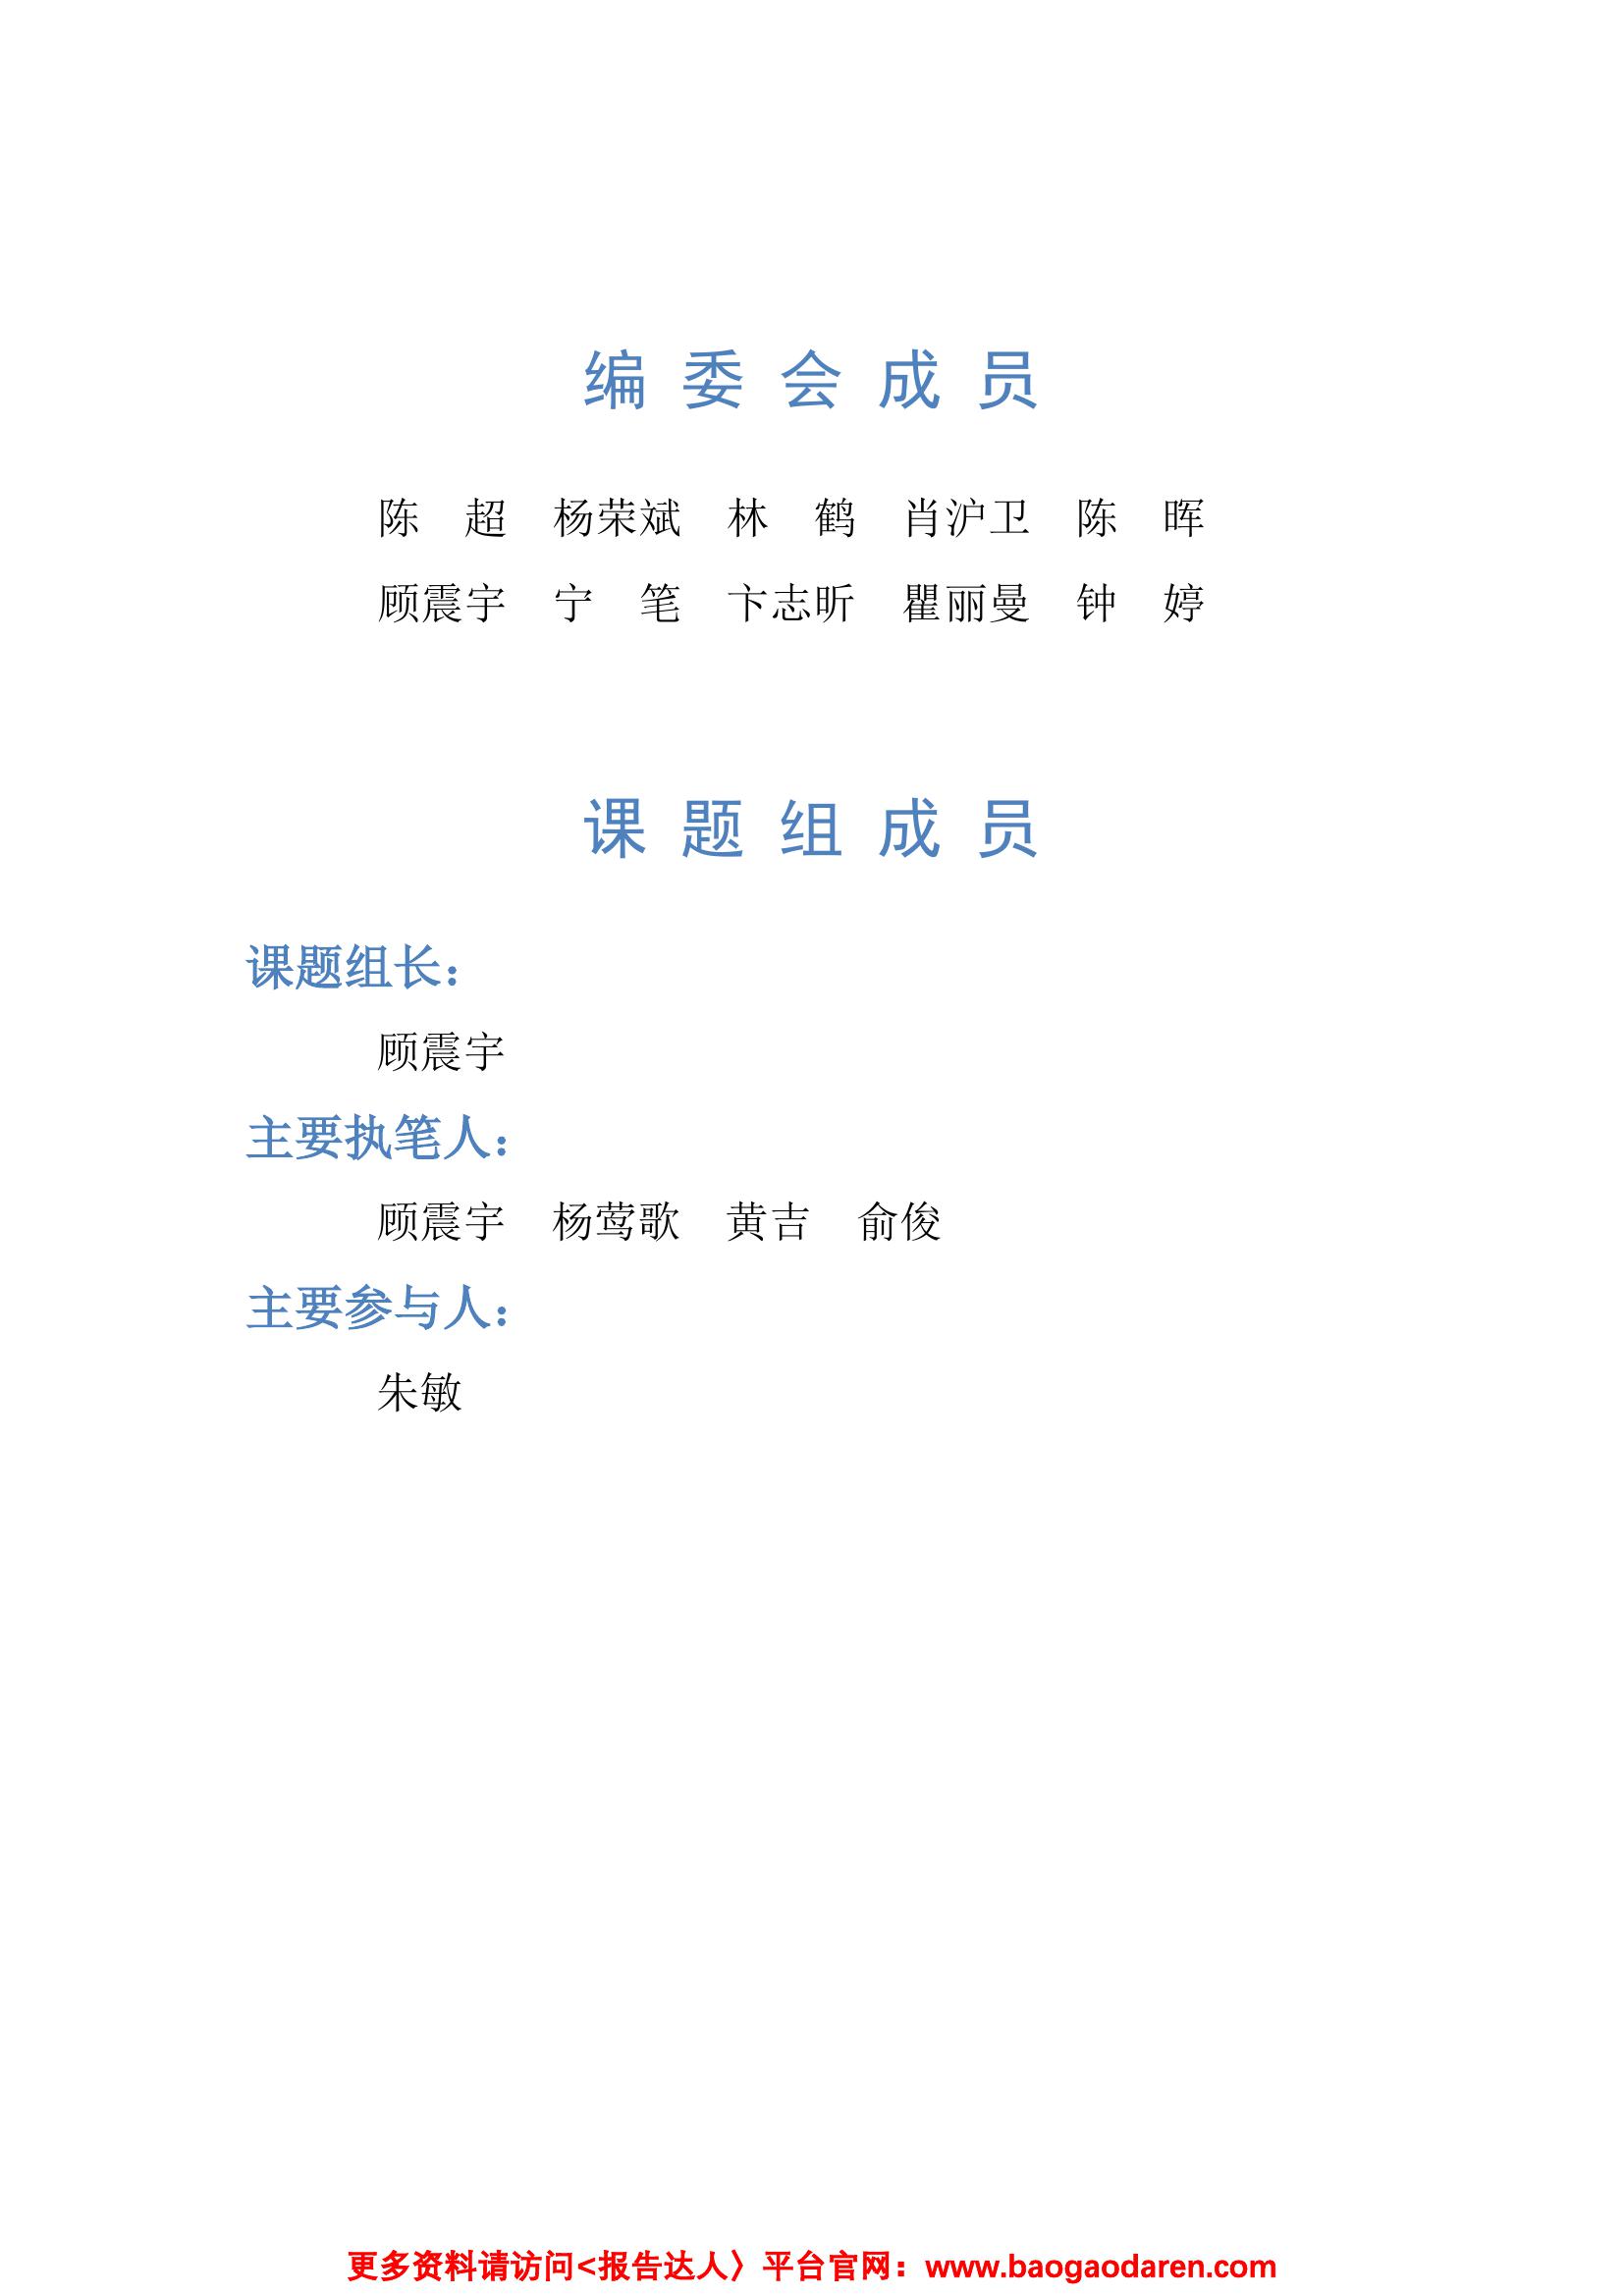 编 委 会 成 员
陈　超　杨荣斌　林　鹤　肖沪卫　陈　晖
顾震宇　宁　笔　卞志昕　瞿丽曼　钟　婷
课 题 组 成 员
课题组长：
顾震宇
主要执笔人：
顾震宇　杨莺歌　黄吉　俞俊
主要参与人：
朱敏
更多资料请访问<报告达人〉平台官网：www.baogaodaren.com